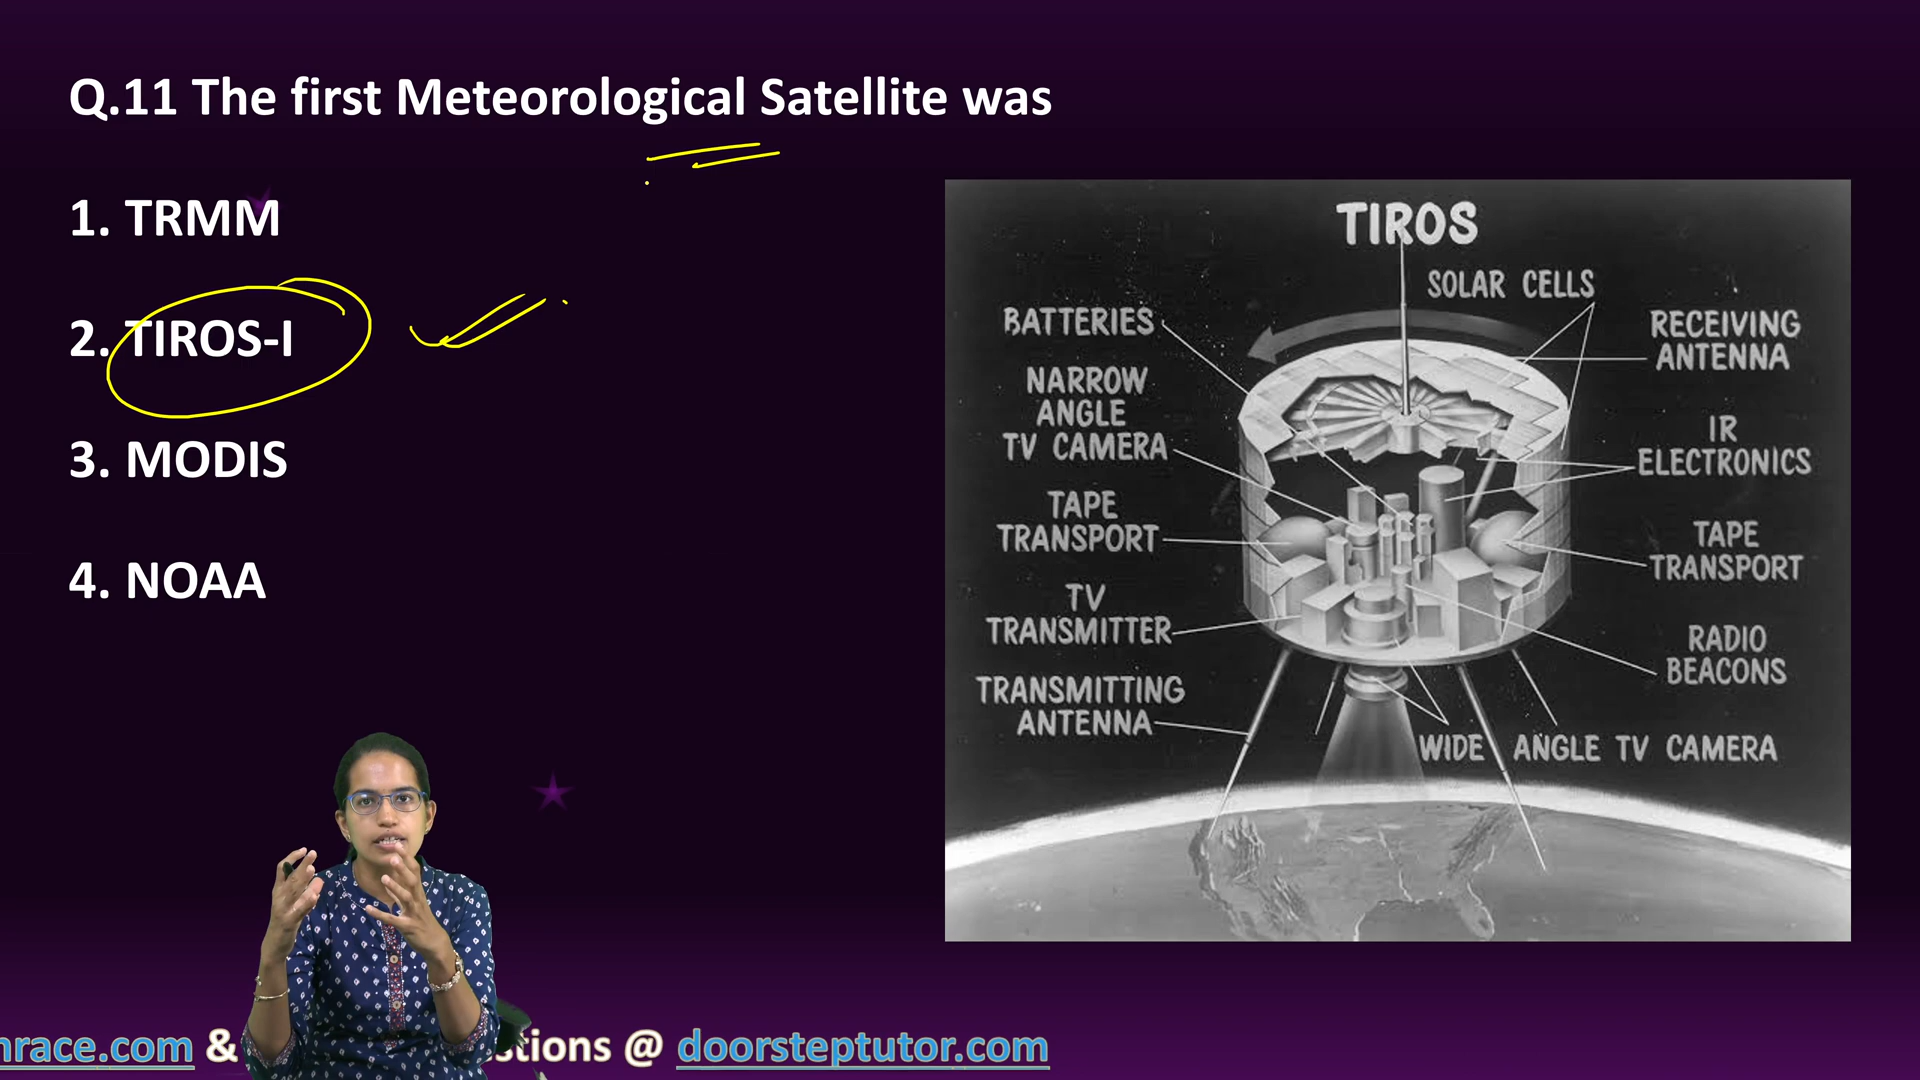 Q.11 The first Meteorological Satellite was
1. TRMM
2. TIROS-I
3. MODIS
4. NOAA
TIROS
SOLAR CELLS
BATTERIES
RECEIVING
ANTENNA
NARROW
ANGLE
TV CAMERA
IR
ELECTRONICS
TAPE
TRANSPORT
TAPE
TRANSPORT
TV
TRANSMITTER
RADIO
BEACONS
TRANSMITTING
ANTENNA
WIDE ANGLE TV CAMERA
.com & @ doorsteptutor.com